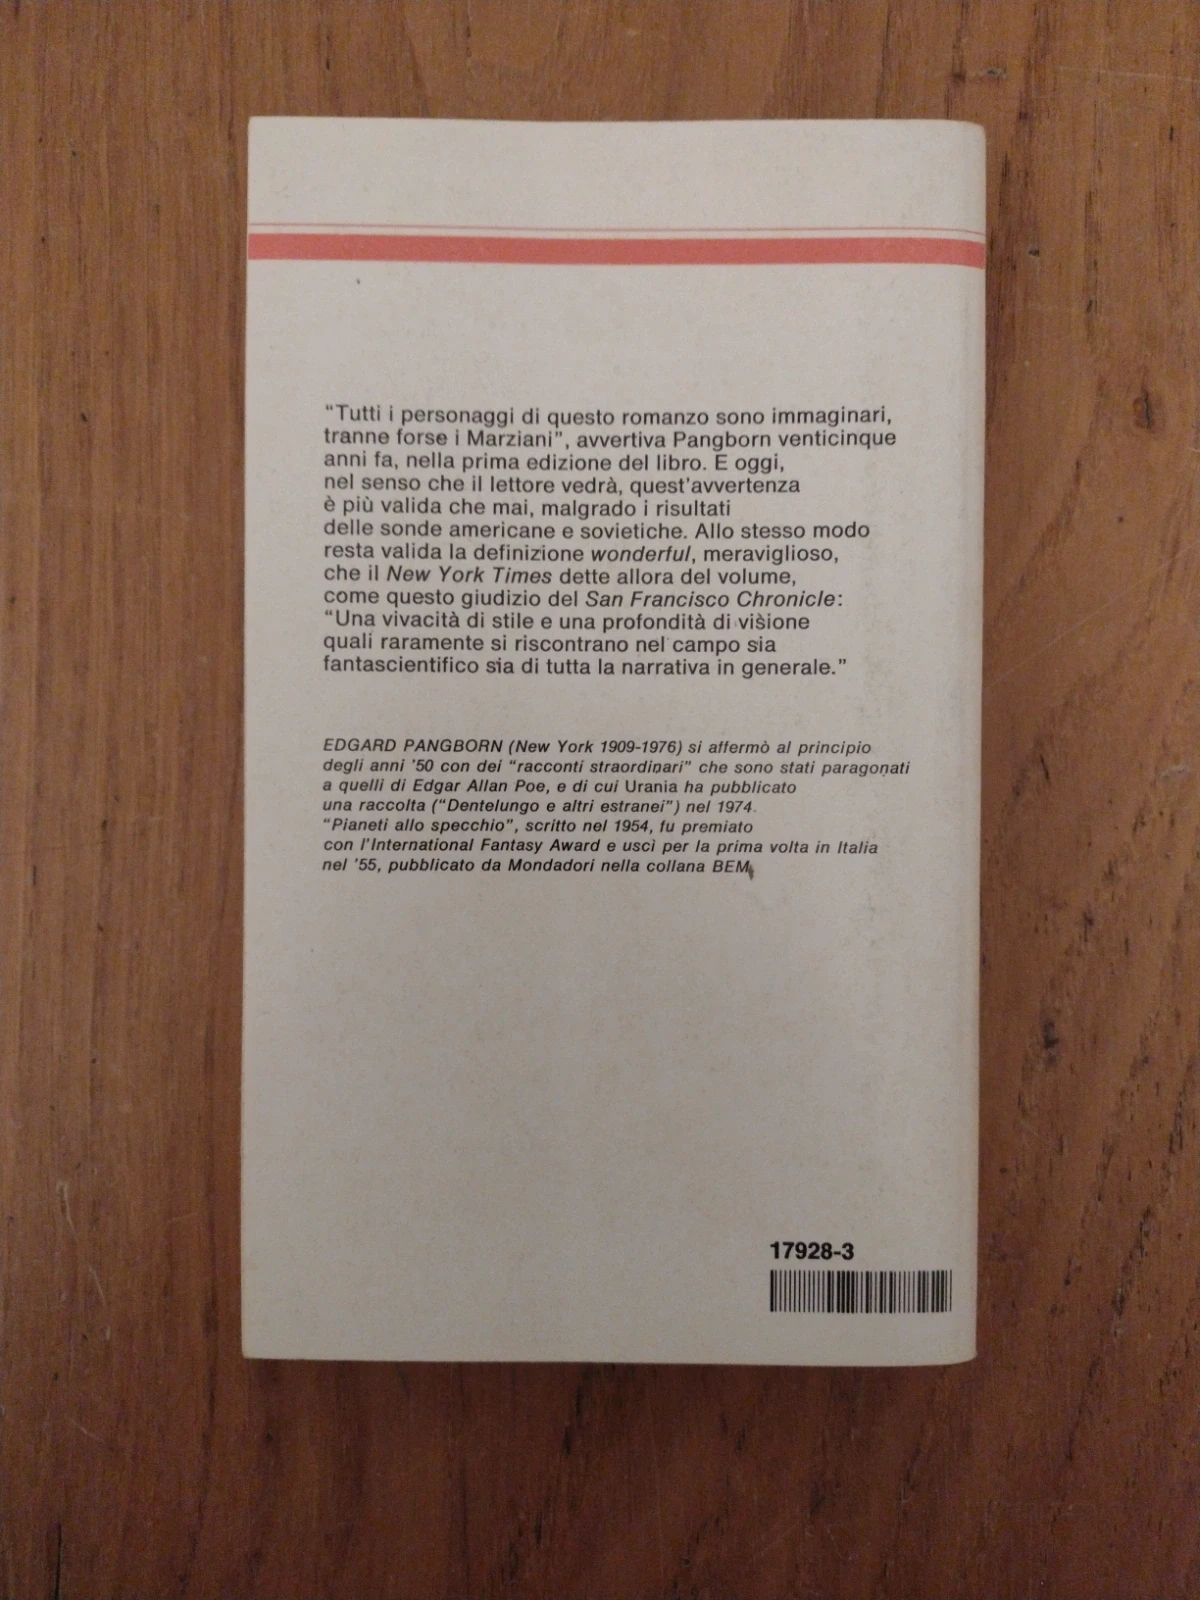 “Tutti i personaggi di questo romanzo sono immaginari,
tranne forse i Marziani”, avvertiva Pangborn venticinque
anni fa, nella prima edizione del libro. E oggi,
nel senso che il lettore vedrà, quest'avvertenza
è più valida che mai, malgrado i risultati
delle sonde americane e sovietiche. Allo stesso modo
resta valida la definizione wonderful, meraviglioso,
che il New York Times dette allora del volume,
come questo giudizio del San Francisco Chronicle:
“Una vivacità di stile e una profondità di visione
quali raramente si riscontrano nel campo sia
fantascientifico sia di tutta la narrativa in generale.”
EDGARD PANGBORN (New York 1909-1976) si affermò al principio
degli anni '50 con dei “racconti straordinari” che sono stati paragonati
a quelli di Edgar Allan Poe, e di cui Urania ha pubblicato
una raccolta (“Dentelungo e altri estranei”) nel 1974.
“Pianeti allo specchio”, scritto nel 1954, fu premiato
con l'International Fantasy Award e uscì per la prima volta in Italia
nel '55, pubblicato da Mondadori nella collana BEM.
17928-3